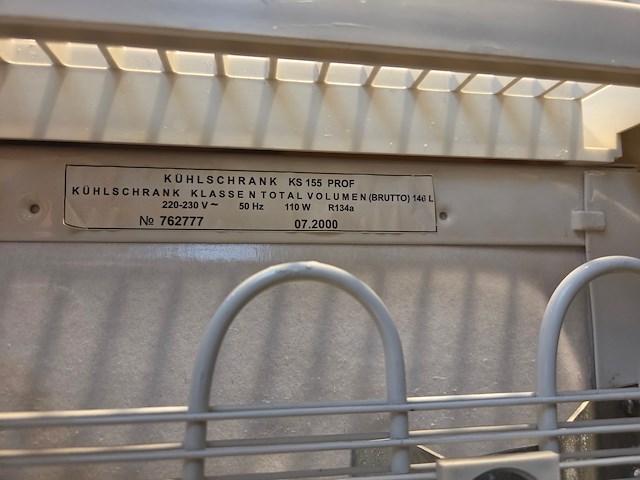 KÜHLSCHRANK KS 155 PROF
KÜHLSCHRANK KLASSEN TOTAL VOLUMEN (BRUTTO) 146 L
220-230 V ~ 50 Hz 110 W R134a
№ 762777 07.2000